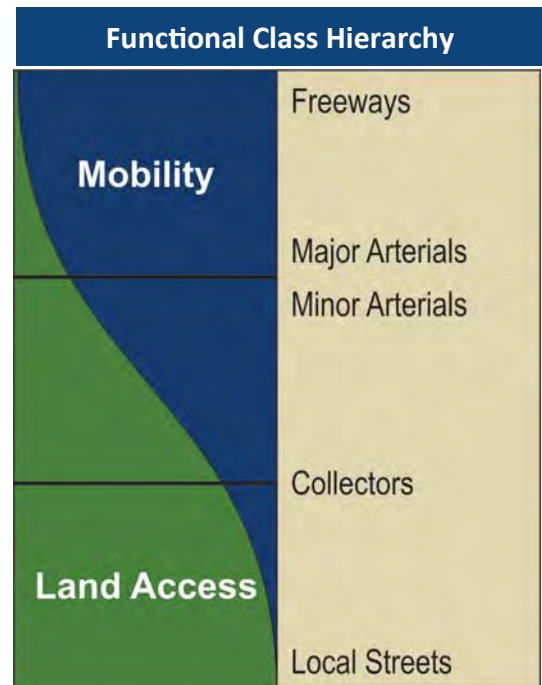 Functional Class Hierarchy
Freeways
Mobility
Major Arterials
Minor Arterials
Collectors
Land Access
Local Streets